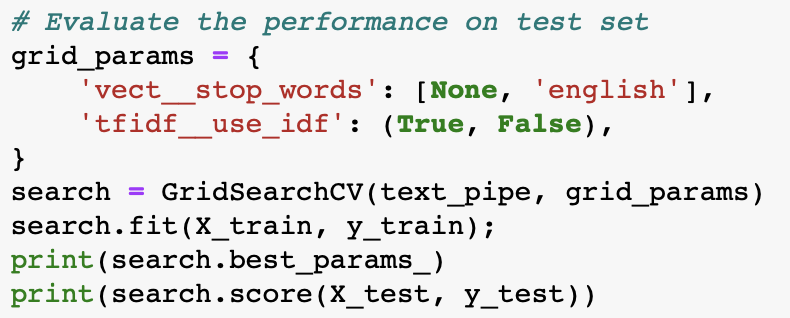 # Evaluate the performance on test set
grid_params = {
    'vect__stop_words': [None, 'english'],
    'tfidf__use_idf': (True, False),
}
search = GridSearchCV(text_pipe, grid_params)
search.fit(X_train, y_train);
print(search.best_params_)
print(search.score(X_test, y_test))